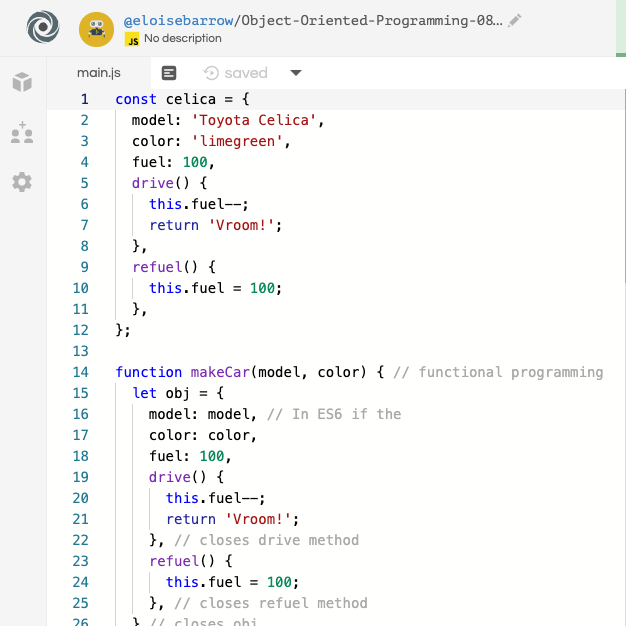 @eloisebarrow/Object-Oriented-Programming-08...
JS No description
main.js
saved
1 const celica = {
2 model: 'Toyota Celica',
3 color: 'limegreen',
4 fuel: 100,
5 drive() {
6 this.fuel--;
7 return 'Vroom!';
8 },
9 refuel() {
10 this.fuel = 100;
11 },
12 };
13
14 function makeCar(model, color) { // functional programming
15 let obj = {
16 model: model, // In ES6 if the
17 color: color,
18 fuel: 100,
19 drive() {
20 this.fuel--;
21 return 'Vroom!';
22 }, // closes drive method
23 refuel() {
24 this.fuel = 100;
25 }, // closes refuel method
26 } // closes obj